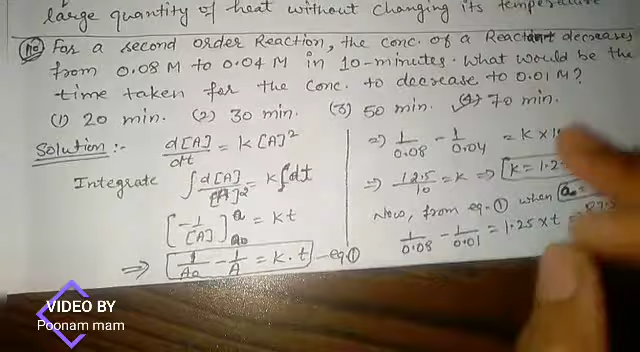 large quantity of heat without changing its temperature
For a second order Reaction, the conc. of a Reactant decreases
from 0.08 M to 0.04 M in 10-minutes. What would be the
time taken for the conc. to decrease to 0.01 M?
(1) 20 min. (2) 30 min. (3) 50 min. (4) 70 min.
Solution :- d[A]/dt = K[A]²
Integrate ∫d[A]/[A]² = K∫dt
[-1/[A]]ᵃₐ₀ = Kt
⇒ 1/A₀ - 1/A = K.t -eq①
⇒ 1/0.08 - 1/0.04 = K×
⇒ 12.5/10 = K ⇒ K=1.2
Now, from eq.① when a₀=
1/0.08 - 1/0.01 = 1.25×t
VIDEO BY
Poonam mam